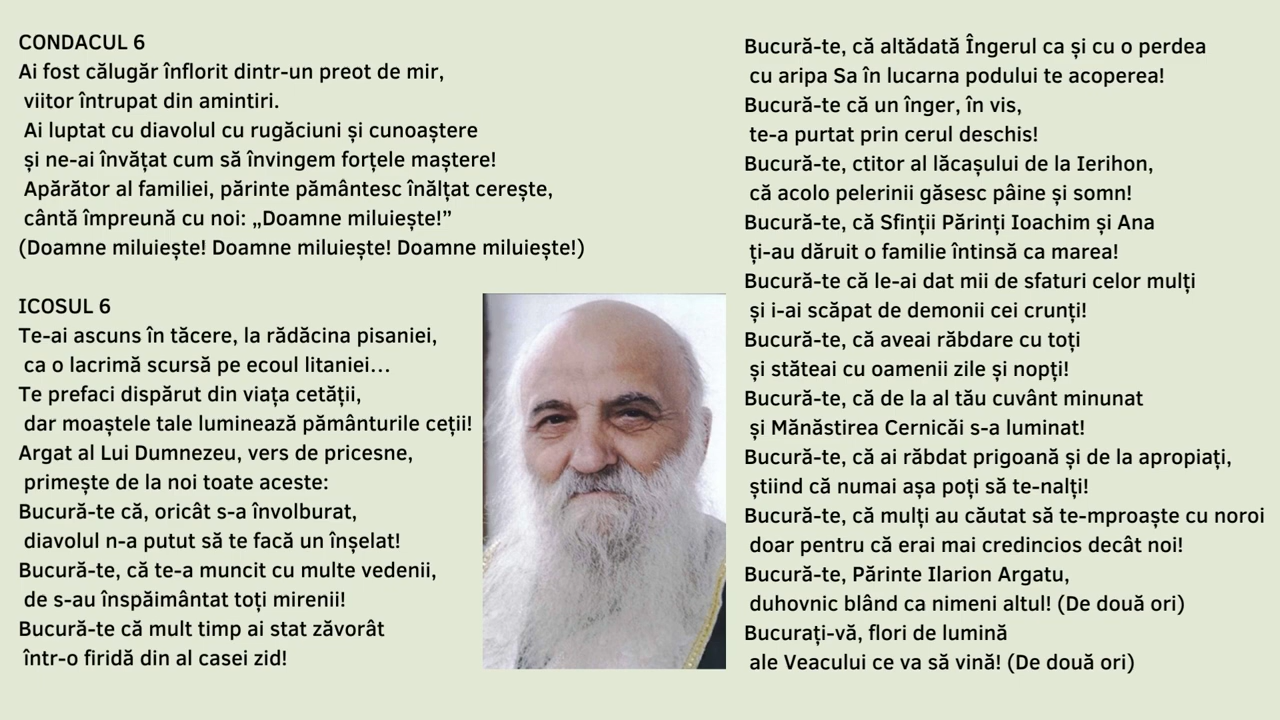 CONDACUL 6
Ai fost călugăr înflorit dintr-un preot de mir,
viitor întrupat din amintiri.
Ai luptat cu diavolul cu rugăciuni și cunoaștere
și ne-ai învățat cum să învingem forțele maștere!
Apărător al familiei, părinte pământesc înălțat cerește,
cântă împreună cu noi: „Doamne miluiește!”
(Doamne miluiește! Doamne miluiește! Doamne miluiește!)
ICOSUL 6
Te-ai ascuns în tăcere, la rădăcina pisaniei,
ca o lacrimă scursă pe ecoul litaniei...
Te prefaci dispărut din viața cetății,
dar moaștele tale luminează pământurile ceții!
Argat al Lui Dumnezeu, vers de pricesne,
primește de la noi toate aceste:
Bucură-te că, oricât s-a învolburat,
diavolul n-a putut să te facă un înșelat!
Bucură-te, că te-a muncit cu multe vedenii,
de s-au înspăimântat toți mirenii!
Bucură-te că mult timp ai stat zăvorât
într-o firidă din al casei zid!
Bucură-te, că altădată Îngerul ca și cu o perdea
cu aripa Sa în lucarna podului te acoperea!
Bucură-te că un înger, în vis,
te-a purtat prin cerul deschis!
Bucură-te, ctitor al lăcașului de la Ierihon,
că acolo pelerinii găsesc pâine și somn!
Bucură-te, că Sfinții Părinți Ioachim și Ana
ți-au dăruit o familie întinsă ca marea!
Bucură-te că le-ai dat mii de sfaturi celor mulți
și i-ai scăpat de demonii cei crunți!
Bucură-te, că aveai răbdare cu toți
și stăteai cu oamenii zile și nopți!
Bucură-te, că de la al tău cuvânt minunat
și Mănăstirea Cernicăi s-a luminat!
Bucură-te, că ai răbdat prigoană și de la apropiați,
știind că numai așa poți să te-nalți!
Bucură-te, că mulți au căutat să te-mproaște cu noroi
doar pentru că erai mai credincios decât noi!
Bucură-te, Părinte Ilarion Argatu,
duhovnic blând ca nimeni altul! (De două ori)
Bucurați-vă, flori de lumină
ale Veacului ce va să vină! (De două ori)